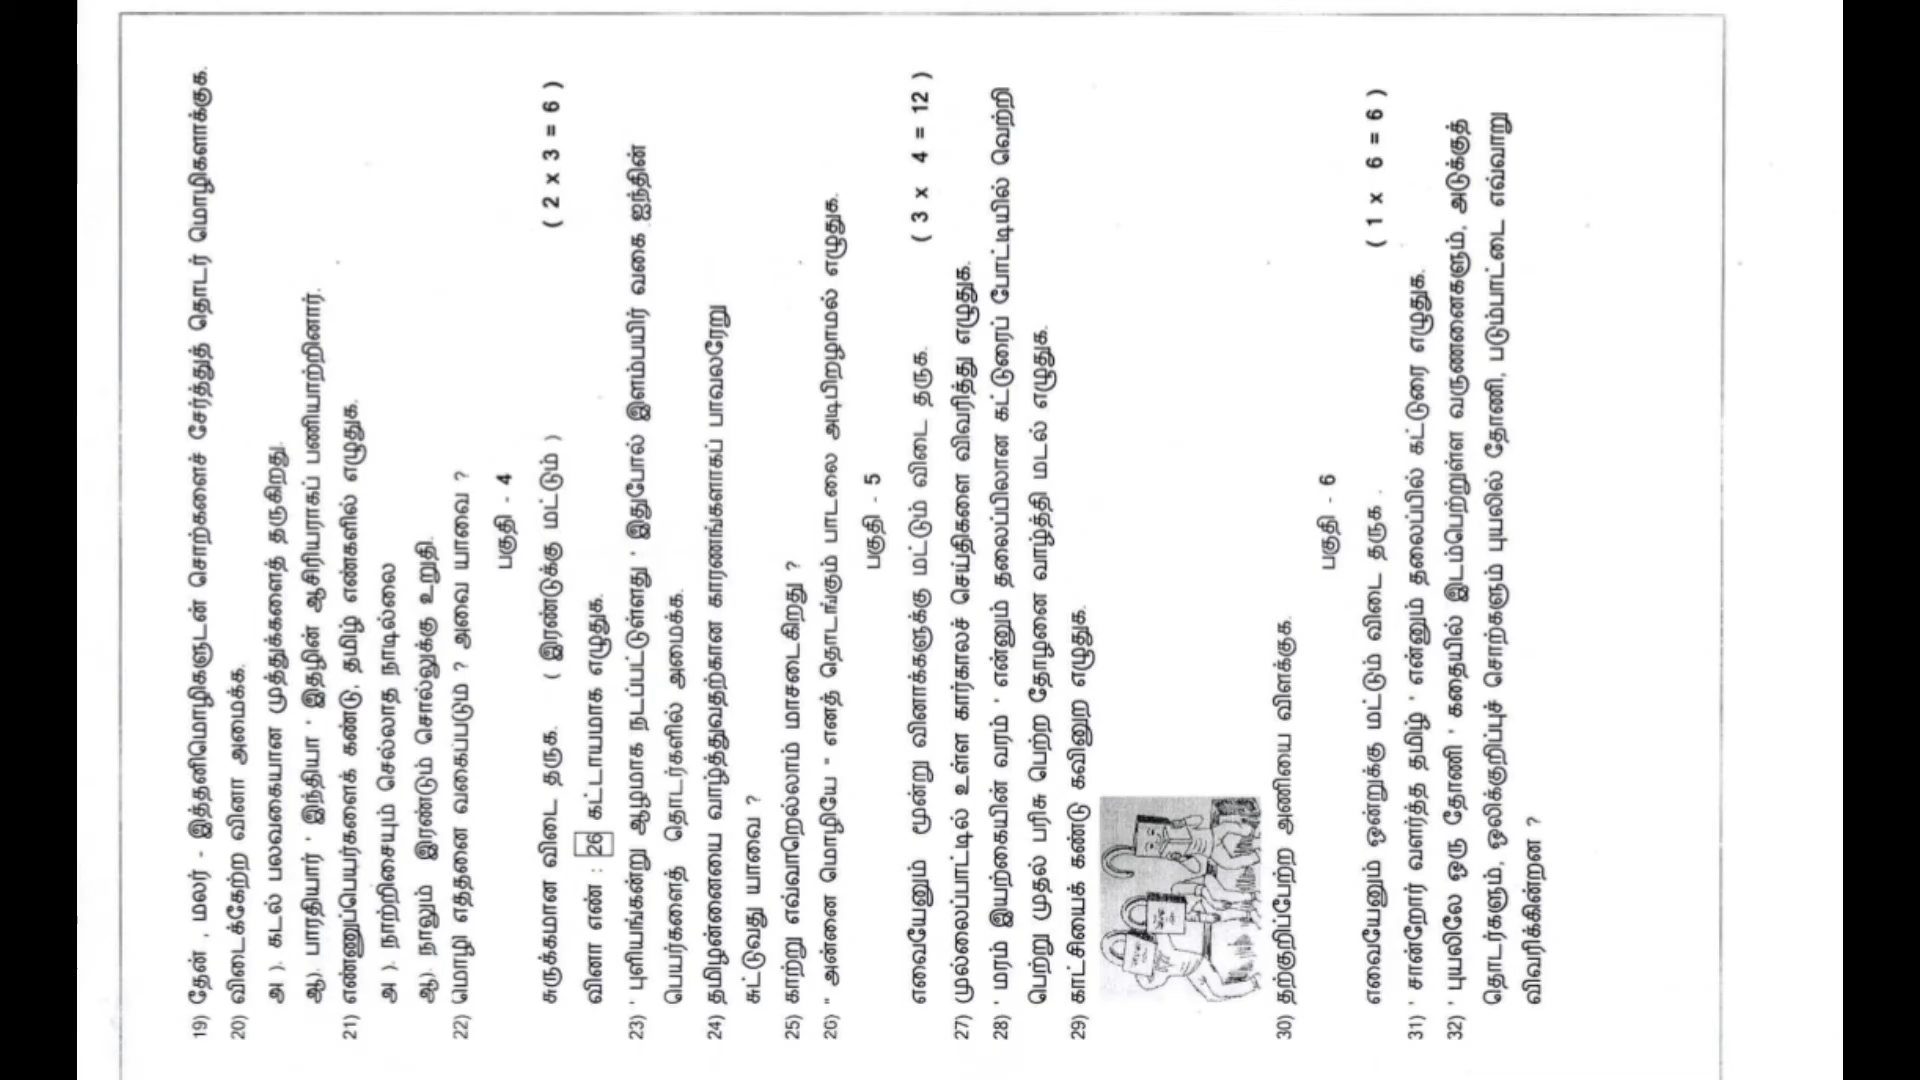 19) தேன் , மலர் - இத்தனிமொழிகளுடன் சொற்களைச் சேர்த்துத் தொடர் மொழிகளாக்குக.
20) விடைக்கேற்ற வினா அமைக்க.
அ ). கடல் பலவகையான முத்துக்களைத் தருகிறது.
ஆ). பாரதியார் ' இந்தியா ' இதழின் ஆசிரியராகப் பணியாற்றினார்.
21) எண்ணுப்பெயர்களைக் கண்டு, தமிழ் எண்களில் எழுதுக.
அ ). நாற்றிசையும் செல்லாத நாடில்லை
ஆ). நாலும் இரண்டும் சொல்லுக்கு உறுதி.
22) மொழி எத்தனை வகைப்படும் ? அவை யாவை ?
பகுதி - 4
சுருக்கமான விடை தருக. ( இரண்டுக்கு மட்டும் ) ( 2 x 3 = 6 )
வினா எண் : 26 கட்டாயமாக எழுதுக.
23) ' புளியங்கன்று ஆழமாக நடப்பட்டுள்ளது ' இதுபோல் இளம்பயிர் வகை ஐந்தின்
பெயர்களைத் தொடர்களில் அமைக்க.
24) தமிழன்னையை வாழ்த்துவதற்கான காரணங்களாகப் பாவலரேறு
சுட்டுவது யாவை ?
25) காற்று எவ்வாறெல்லாம் மாசடைகிறது ?
26) " அன்னை மொழியே " எனத் தொடங்கும் பாடலை அடிபிறழாமல் எழுதுக.
பகுதி - 5
எவையேனும் மூன்று வினாக்களுக்கு மட்டும் விடை தருக. ( 3 x 4 = 12 )
27) முல்லைப்பாட்டில் உள்ள கார்காலச் செய்திகளை விவரித்து எழுதுக.
28) ' மரம் இயற்கையின் வரம் ' என்னும் தலைப்பிலான கட்டுரைப் போட்டியில் வெற்றி
பெற்று முதல் பரிசு பெற்ற தோழனை வாழ்த்தி மடல் எழுதுக.
29) காட்சியைக் கண்டு கவினுற எழுதுக.
30) தற்குறிப்பேற்ற அணியை விளக்குக.
பகுதி - 6
எவையேனும் ஒன்றுக்கு மட்டும் விடை தருக . ( 1 x 6 = 6 )
31) ' சான்றோர் வளர்த்த தமிழ் ' என்னும் தலைப்பில் கட்டுரை எழுதுக.
32) ' புயலிலே ஒரு தோணி ' கதையில் இடம்பெற்றுள்ள வருணனைகளும், அடுக்குத்
தொடர்களும், ஒலிக்குறிப்புச் சொற்களும் புயலில் தோணி, படும்பாட்டை எவ்வாறு
விவரிக்கின்றன ?